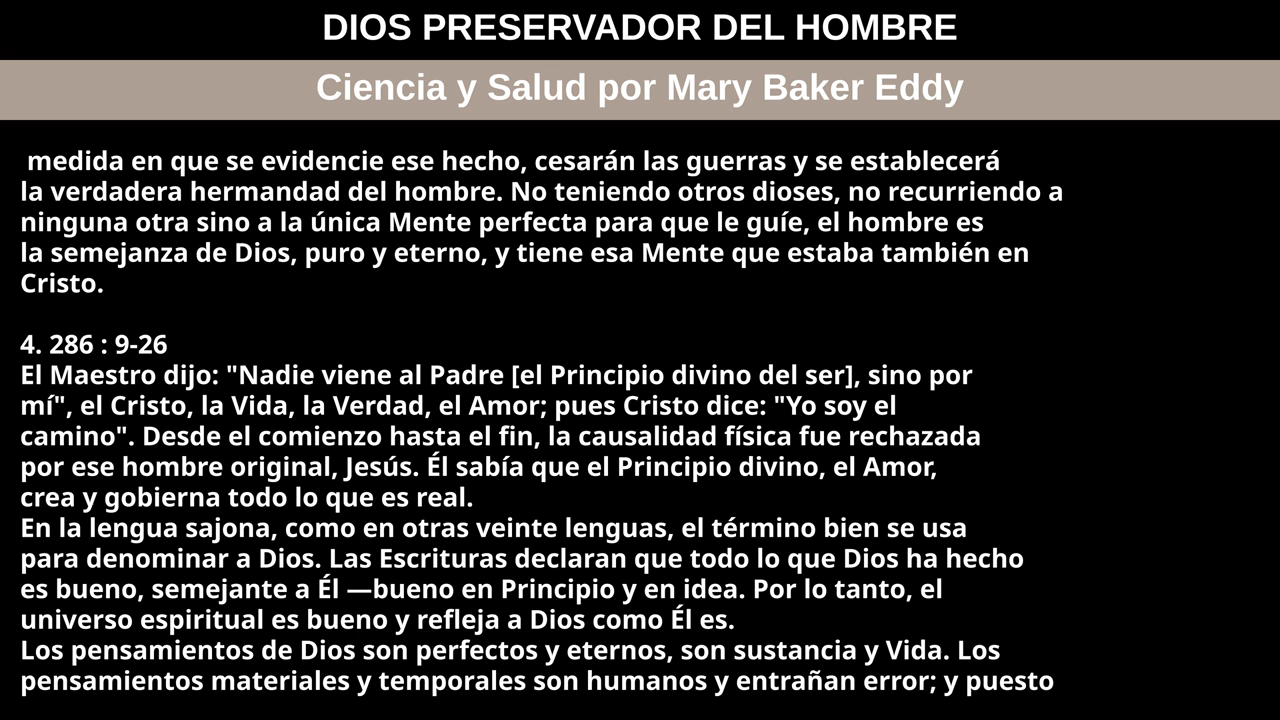 DIOS PRESERVADOR DEL HOMBRE
Ciencia y Salud por Mary Baker Eddy
medida en que se evidencie ese hecho, cesarán las guerras y se establecerá
la verdadera hermandad del hombre. No teniendo otros dioses, no recurriendo a
ninguna otra sino a la única Mente perfecta para que le guíe, el hombre es
la semejanza de Dios, puro y eterno, y tiene esa Mente que estaba también en
Cristo.
4. 286 : 9-26
El Maestro dijo: "Nadie viene al Padre [el Principio divino del ser], sino por
mí", el Cristo, la Vida, la Verdad, el Amor; pues Cristo dice: "Yo soy el
camino". Desde el comienzo hasta el fin, la causalidad física fue rechazada
por ese hombre original, Jesús. Él sabía que el Principio divino, el Amor,
crea y gobierna todo lo que es real.
En la lengua sajona, como en otras veinte lenguas, el término bien se usa
para denominar a Dios. Las Escrituras declaran que todo lo que Dios ha hecho
es bueno, semejante a Él —bueno en Principio y en idea. Por lo tanto, el
universo espiritual es bueno y refleja a Dios como Él es.
Los pensamientos de Dios son perfectos y eternos, son sustancia y Vida. Los
pensamientos materiales y temporales son humanos y entrañan error; y puesto